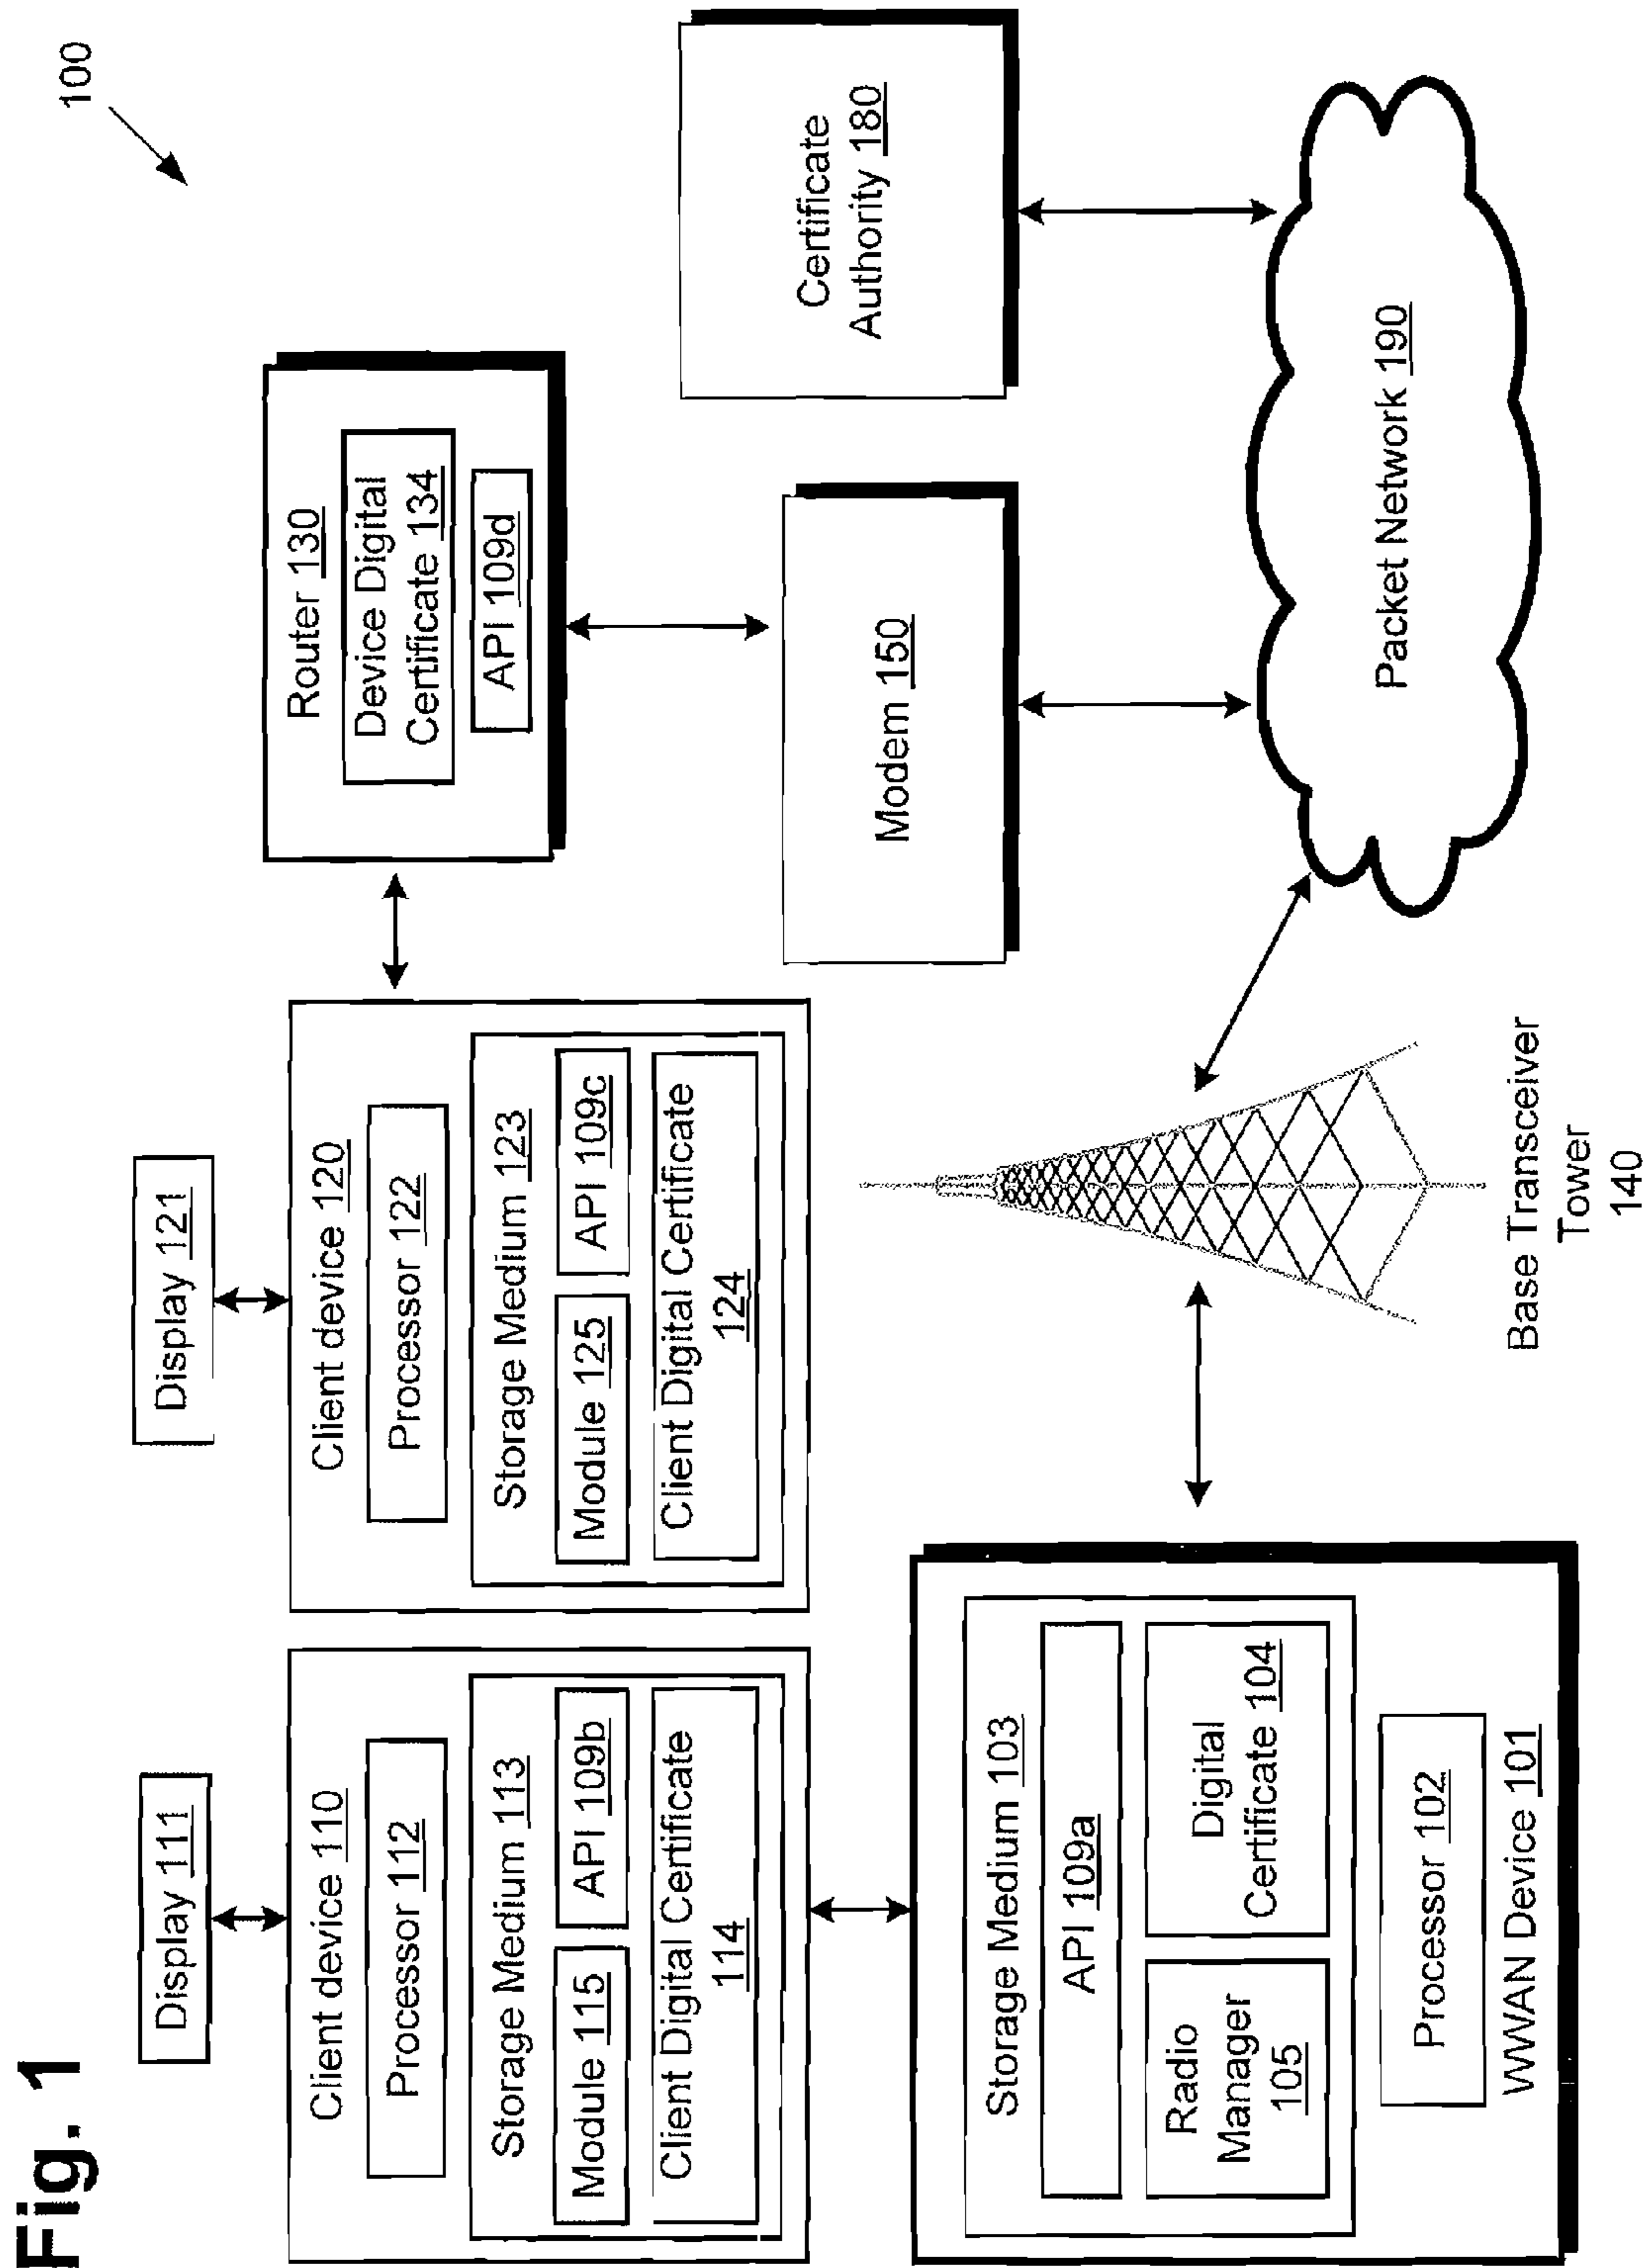 Fig. 1
100
Display 111
Client device 110
Processor 112
Storage Medium 113
Module 115
API 109b
Client Digital Certificate
114
Display 121
Client device 120
Processor 122
Storage Medium 123
Module 125
API 109c
Client Digital Certificate
124
Router 130
Device Digital
Certificate 134
API 109d
Storage Medium 103
API 109a
Radio
Manager
105
Digital
Certificate 104
Processor 102
WWAN Device 101
Base Transceiver
Tower
140
Modem 150
Certificate
Authority 180
Packet Network 190